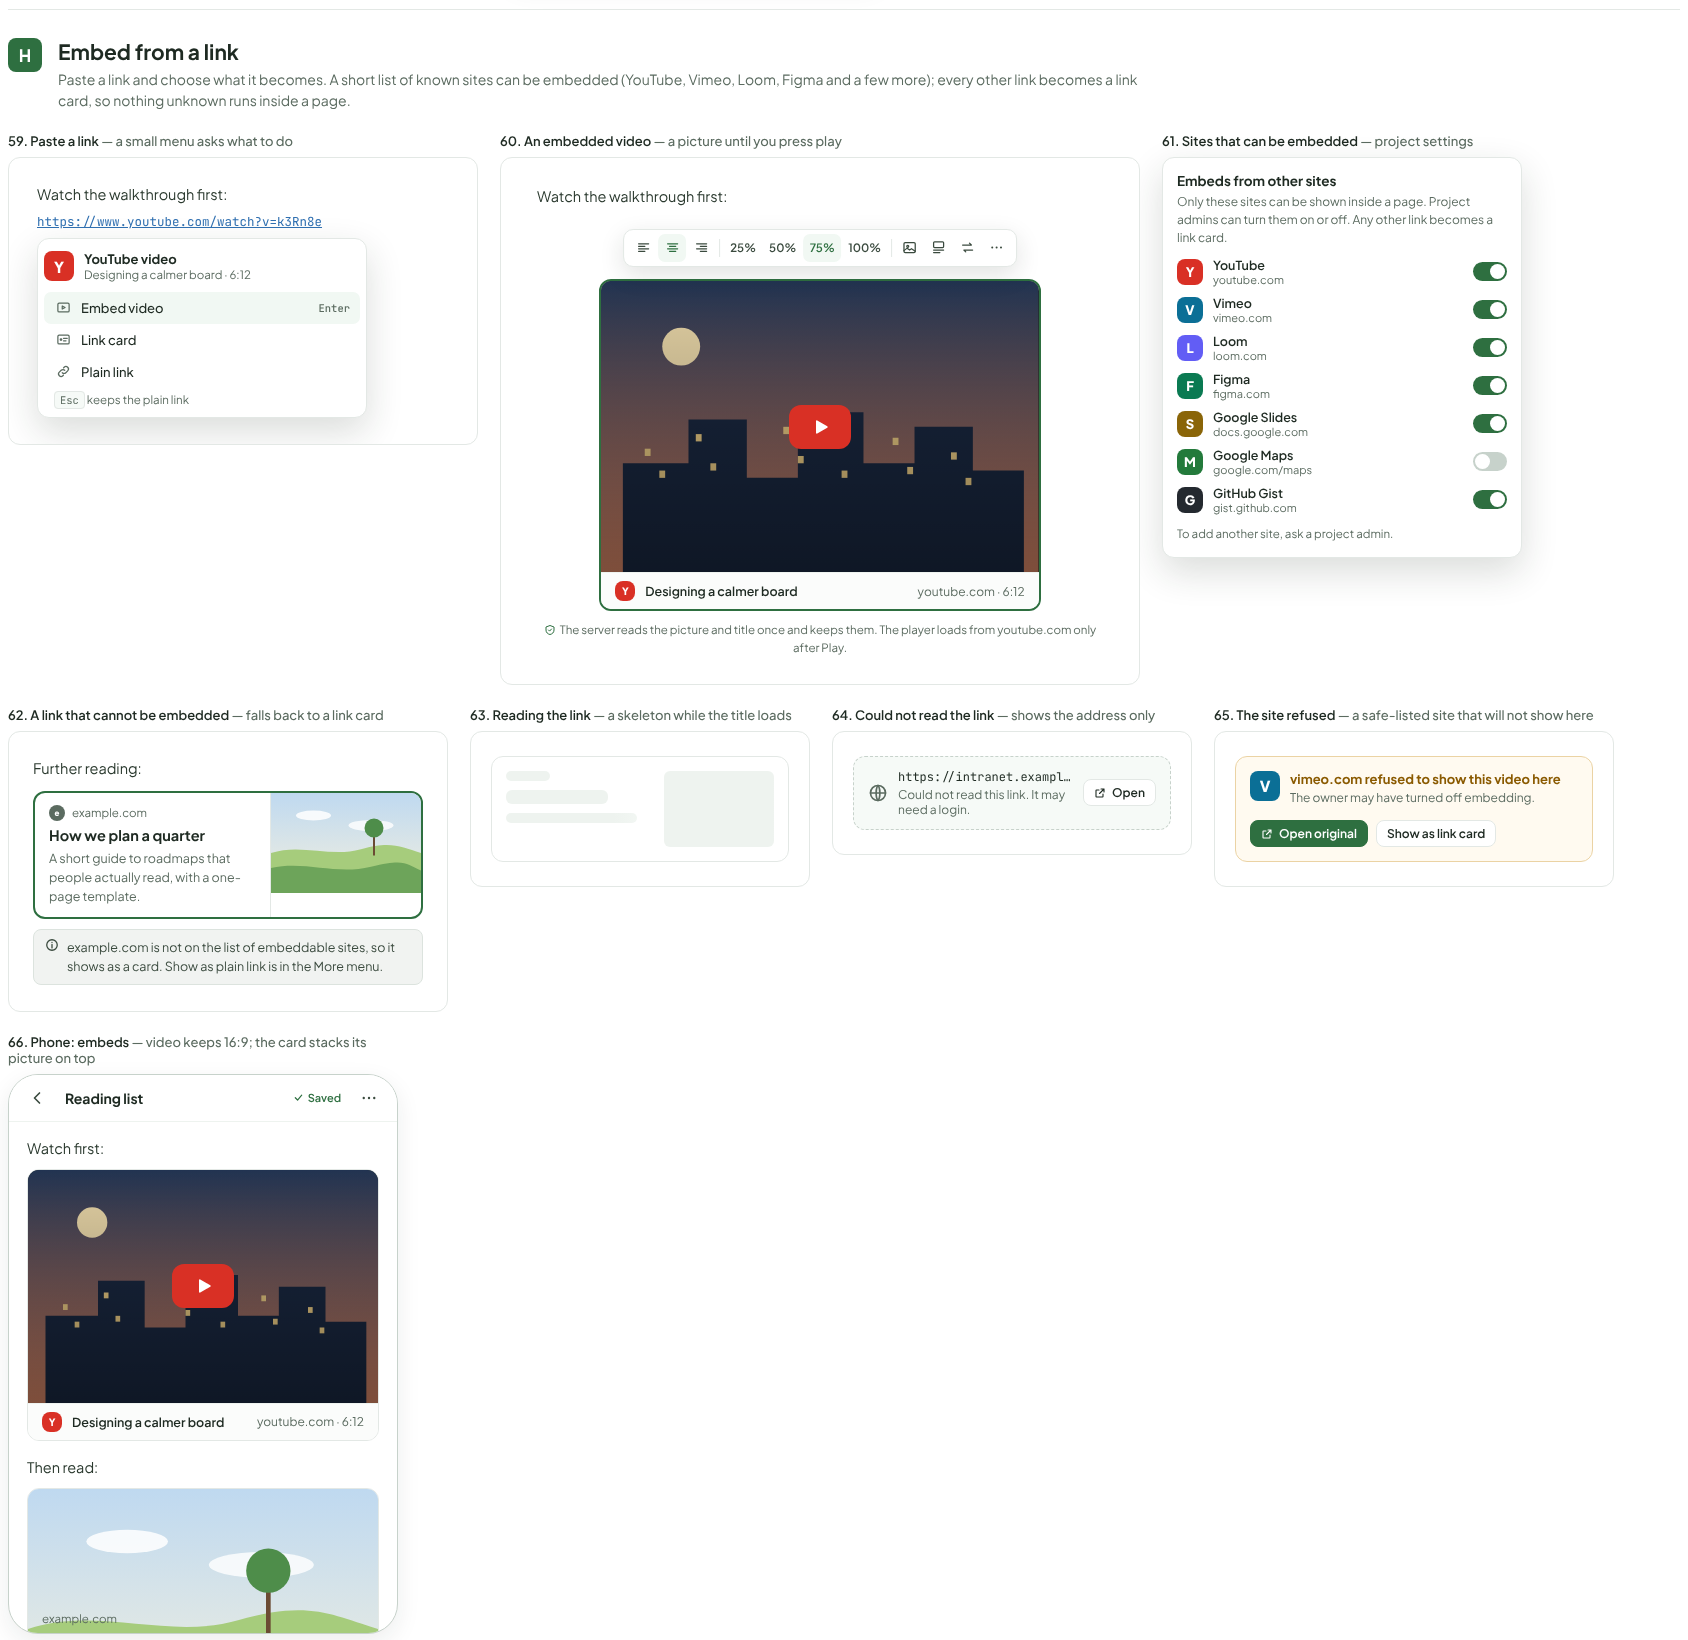 H
Embed from a link
Paste a link and choose what it becomes. A short list of known sites can be embedded (YouTube, Vimeo, Loom, Figma and a few more); every other link becomes a link
card, so nothing unknown runs inside a page.
59. Paste a link — a small menu asks what to do
Watch the walkthrough first:
https://www.youtube.com/watch?v=k3Rn8e
Y
YouTube video
Designing a calmer board · 6:12
Embed video Enter
Link card
Plain link
Esc keeps the plain link
60. An embedded video — a picture until you press play
Watch the walkthrough first:
25% 50% 75% 100%
Y Designing a calmer board youtube.com · 6:12
The server reads the picture and title once and keeps them. The player loads from youtube.com only
after Play.
61. Sites that can be embedded — project settings
Embeds from other sites
Only these sites can be shown inside a page. Project
admins can turn them on or off. Any other link becomes a
link card.
Y
YouTube
youtube.com
V
Vimeo
vimeo.com
L
Loom
loom.com
F
Figma
figma.com
S
Google Slides
docs.google.com
M
Google Maps
google.com/maps
G
GitHub Gist
gist.github.com
To add another site, ask a project admin.
62. A link that cannot be embedded — falls back to a link card
Further reading:
e example.com
How we plan a quarter
A short guide to roadmaps that
people actually read, with a one-
page template.
example.com is not on the list of embeddable sites, so it
shows as a card. Show as plain link is in the More menu.
63. Reading the link — a skeleton while the title loads
64. Could not read the link — shows the address only
https://intranet.exampl…
Could not read this link. It may
need a login.
Open
65. The site refused — a safe-listed site that will not show here
V
vimeo.com refused to show this video here
The owner may have turned off embedding.
Open original Show as link card
66. Phone: embeds — video keeps 16:9; the card stacks its
picture on top
Reading list Saved
Watch first:
Y Designing a calmer board youtube.com · 6:12
Then read:
example.com